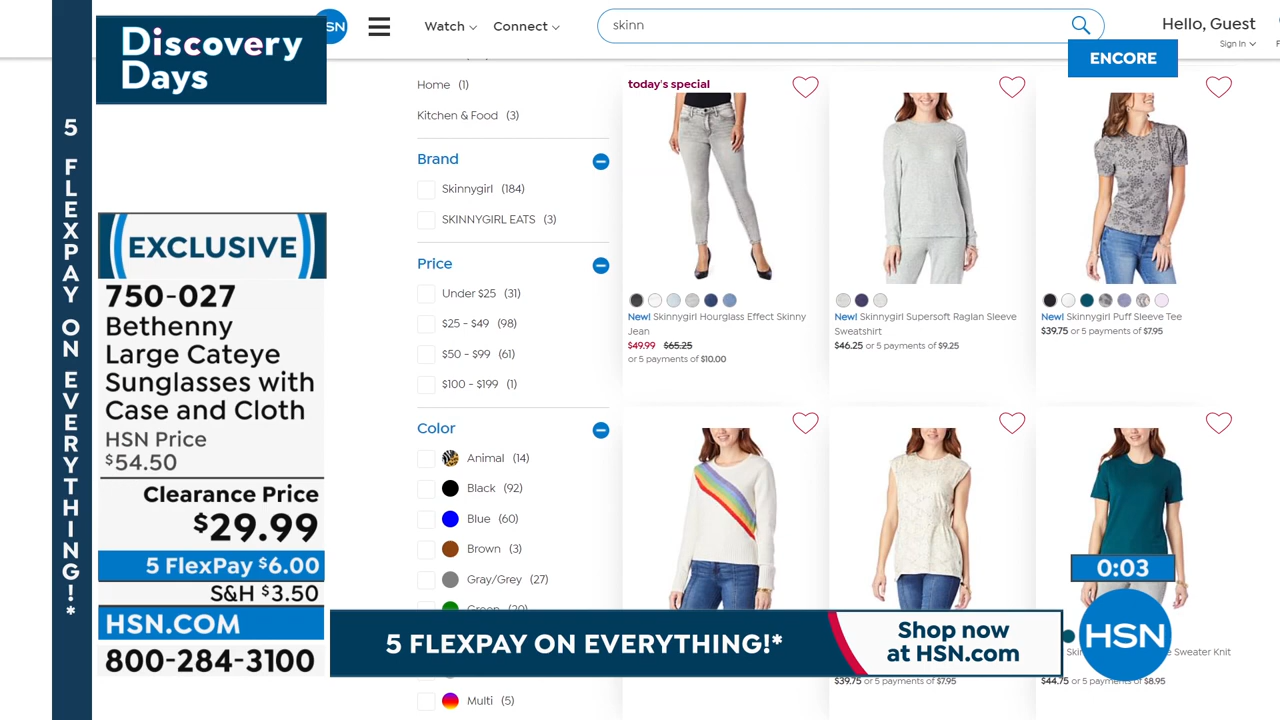 Discovery
Days
5 FLEXPAY ON EVERYTHING!*
EXCLUSIVE
750-027
Bethenny
Large Cateye
Sunglasses with
Case and Cloth
HSN Price
$54.50
Clearance Price
$29.99
5 FlexPay $6.00
S&H $3.50
HSN.COM
800-284-3100
Watch
Connect
skinn
Hello, Guest
Sign In
ENCORE
Home (1)
Kitchen & Food (3)
Brand
Skinnygirl (184)
SKINNYGIRL EATS (3)
Price
Under $25 (31)
$25 - $49 (98)
$50 - $99 (61)
$100 - $199 (1)
Color
Animal (14)
Black (92)
Blue (60)
Brown (3)
Gray/Grey (27)
Multi (5)
today's special
New! Skinnygirl Hourglass Effect Skinny
Jean
$49.99 $65.25
or 5 payments of $10.00
New! Skinnygirl Supersoft Raglan Sleeve
Sweatshirt
$46.25 or 5 payments of $9.25
New! Skinnygirl Puff Sleeve Tee
$39.75 or 5 payments of $7.95
0:03
5 FLEXPAY ON EVERYTHING!*
Shop now
at HSN.com
HSN
Sweater Knit
$39.75 or 5 payments of $7.95
$44.75 or 5 payments of $8.95